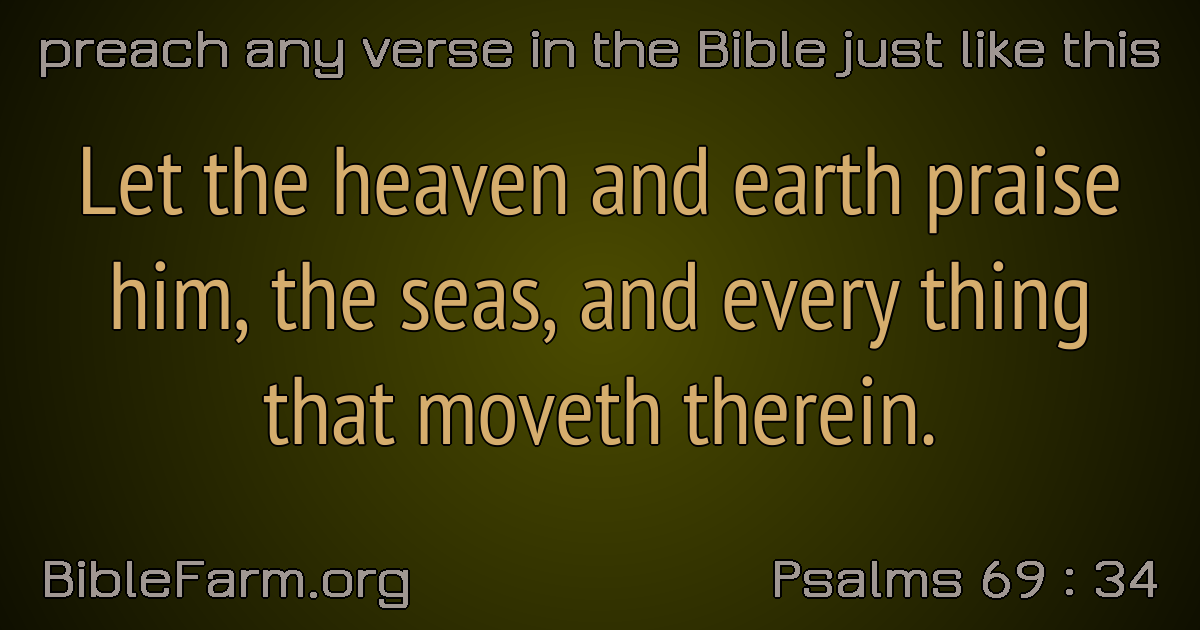 preach any verse in the Bible just like this
Let the heaven and earth praise
him, the seas, and every thing
that moveth therein.
BibleFarm.org
Psalms 69 : 34